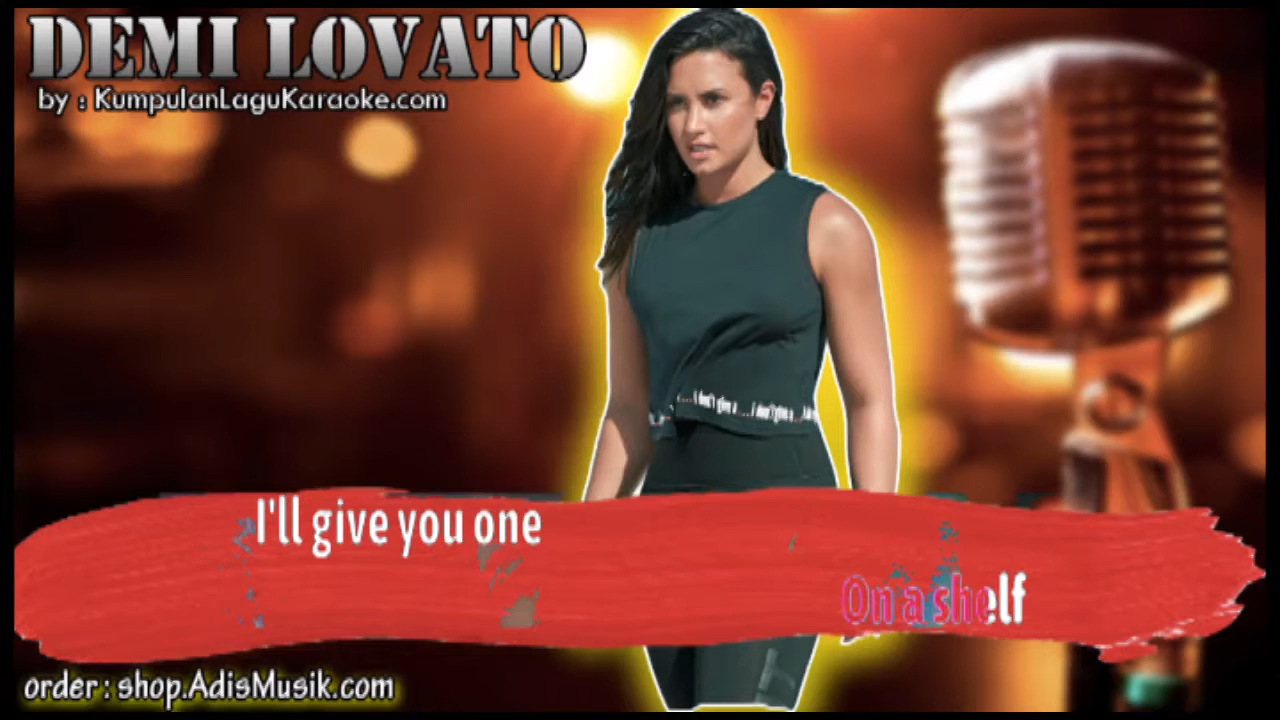 DEMI LOVATO
by : KumpulanLaguKaraoke.com
I'll give you one
On a shelf
order : shop.AdisMusik.com